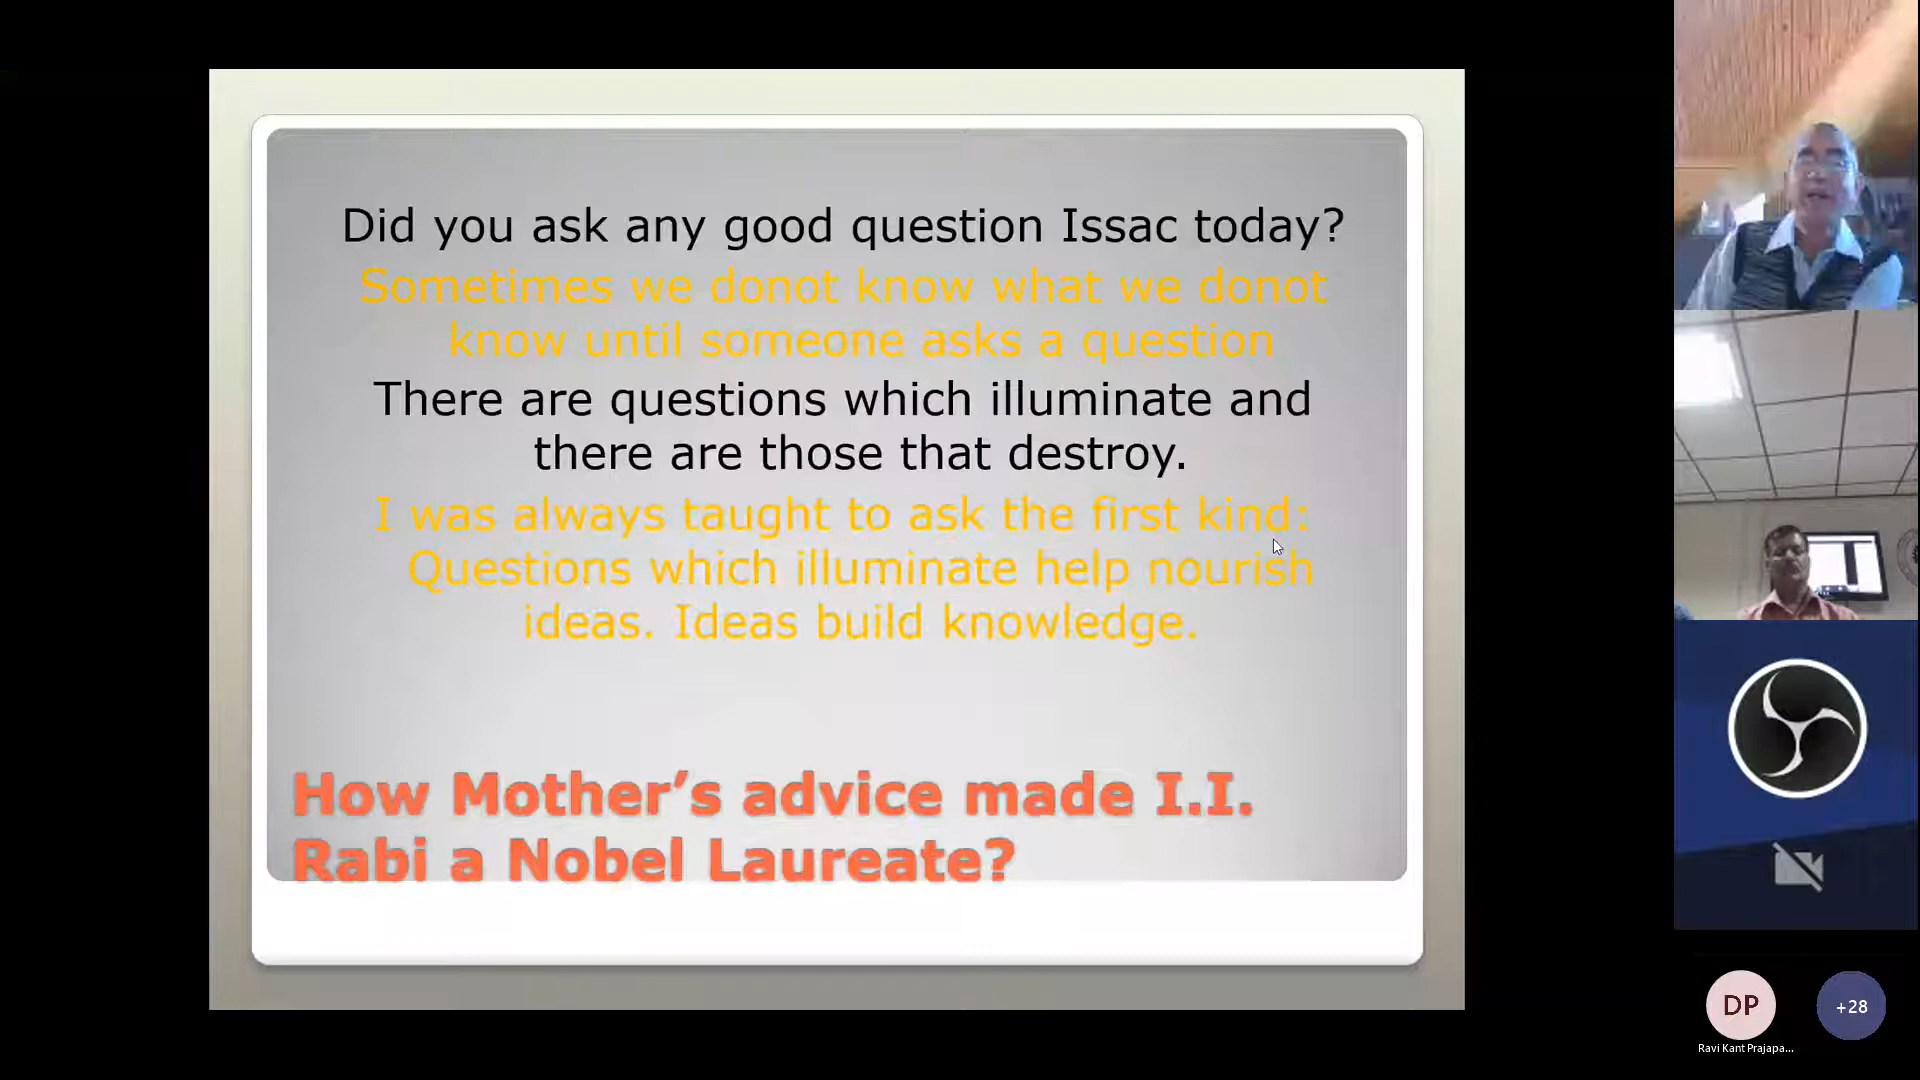 Did you ask any good question Issac today?
Sometimes we donot know what we donot
know until someone asks a question
There are questions which illuminate and
there are those that destroy.
I was always taught to ask the first kind:
Questions which illuminate help nourish
ideas. Ideas build knowledge.
How Mother’s advice made I.I.
Rabi a Nobel Laureate?
DP
+28
Ravi Kant Prajapa...